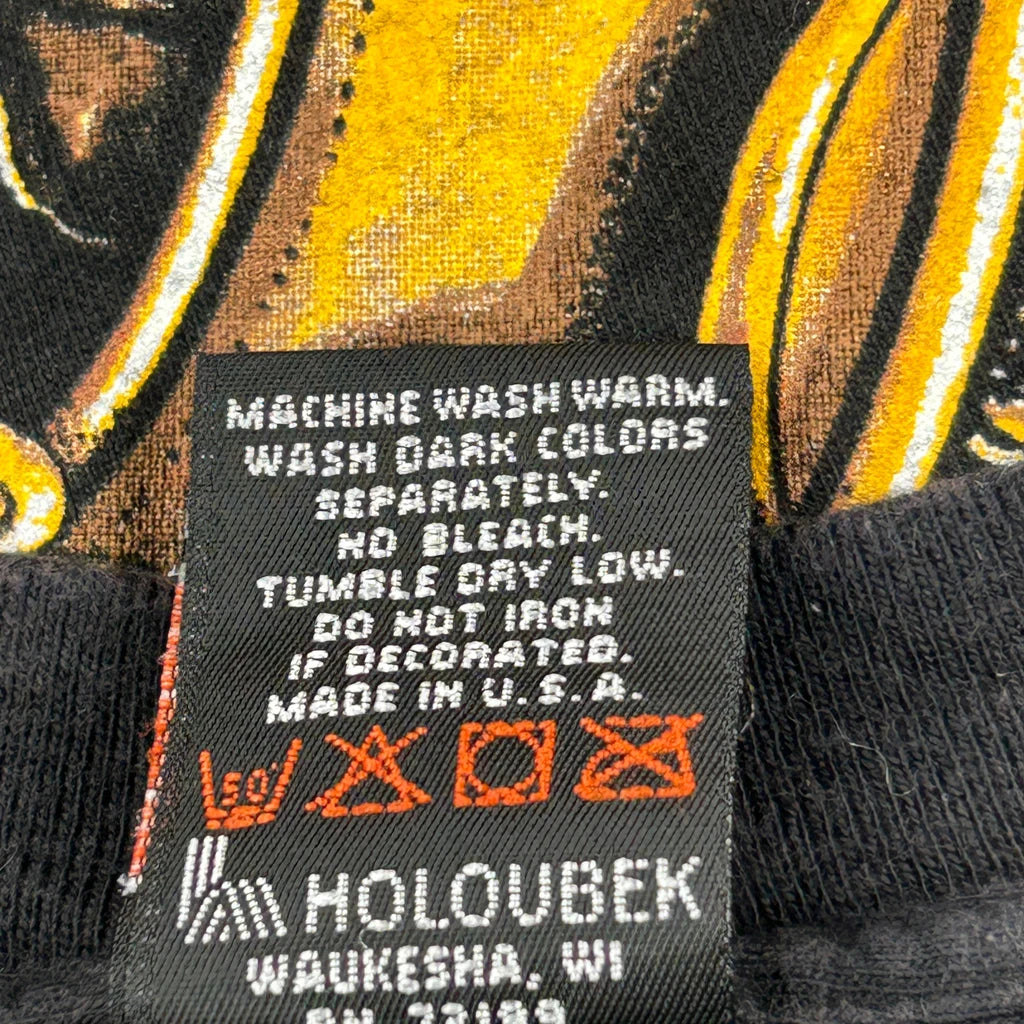 MACHINE WASH WARM.
WASH DARK COLORS
SEPARATELY.
NO BLEACH.
TUMBLE DRY LOW.
DO NOT IRON
IF DECORATED.
MADE IN U.S.A.
50°
HOLOUBEK
WAUKESHA, WI
RN